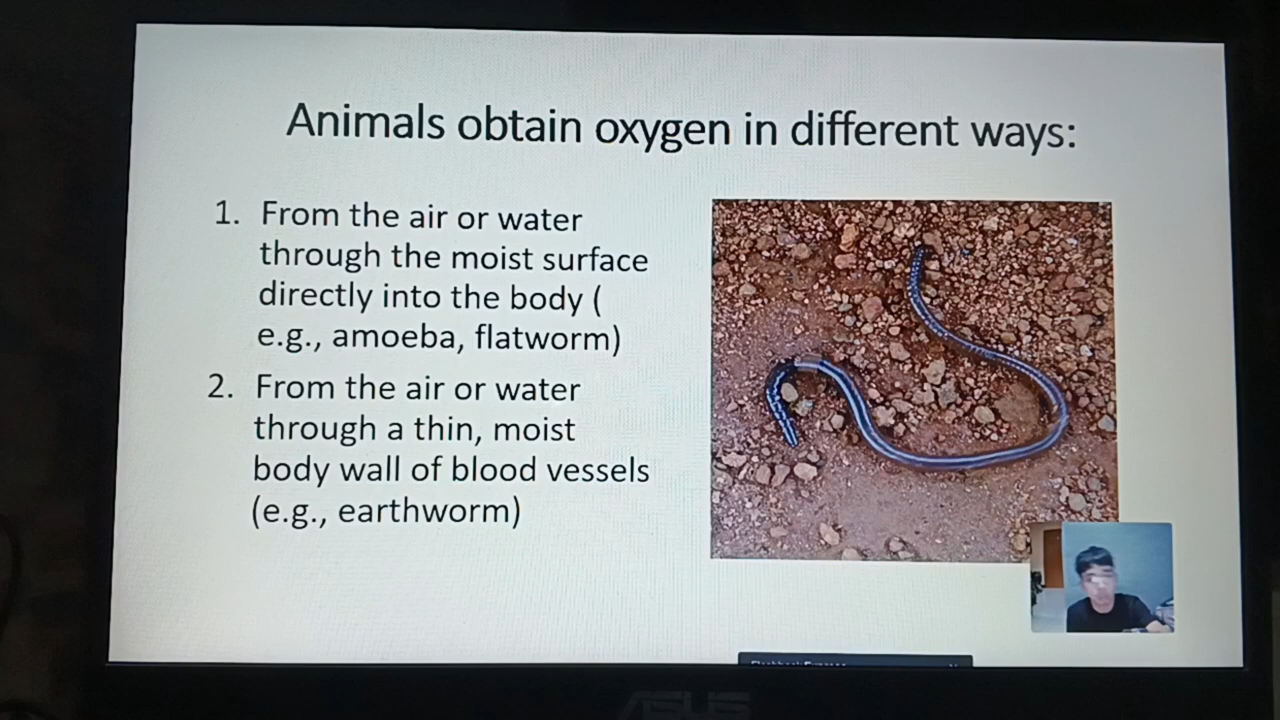 Animals obtain oxygen in different ways:
1. From the air or water
through the moist surface
directly into the body (
e.g., amoeba, flatworm)
2. From the air or water
through a thin, moist
body wall of blood vessels
(e.g., earthworm)
ASUS